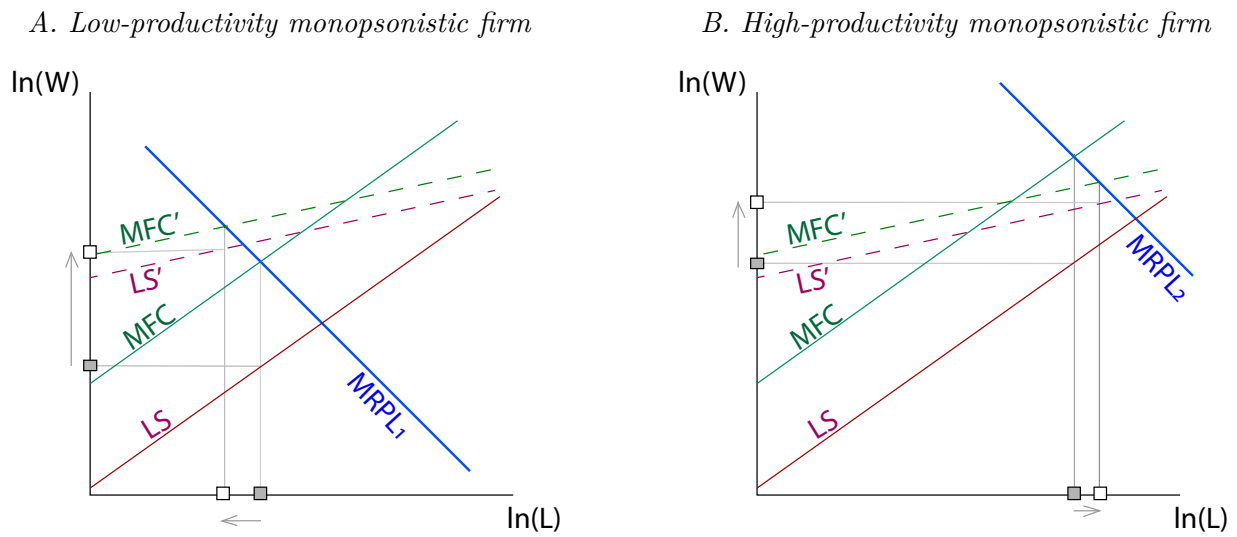 A. Low-productivity monopsonistic firm
B. High-productivity monopsonistic firm
ln(W)
MFC′
LS′
MFC
LS
MRPL₁
ln(L)
ln(W)
MFC′
LS′
MFC
LS
MRPL₂
ln(L)